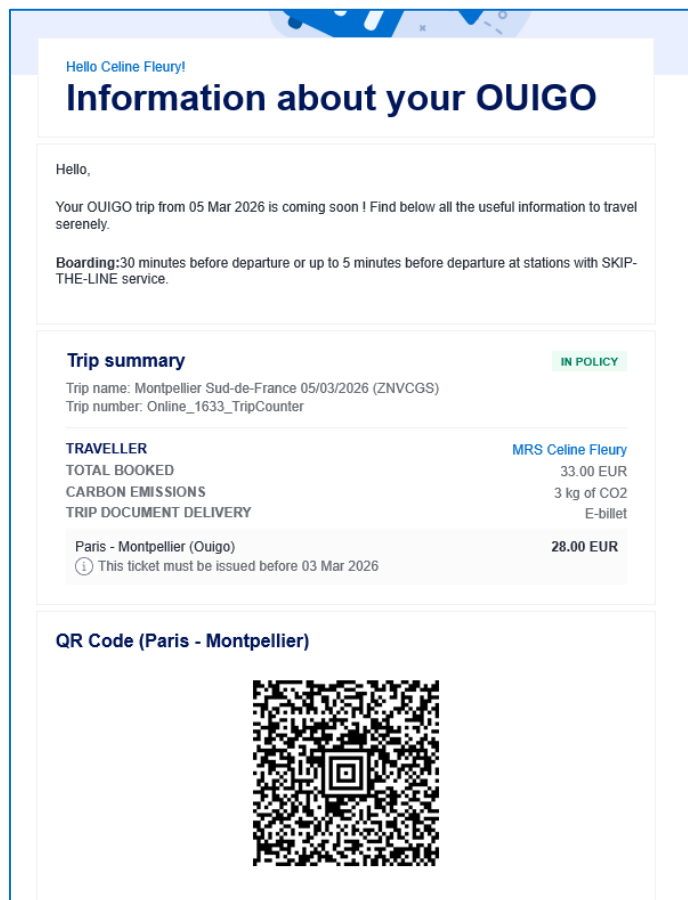 Hello Celine Fleury!
Information about your OUIGO
Hello,
Your OUIGO trip from 05 Mar 2026 is coming soon ! Find below all the useful information to travel
serenely.
Boarding:30 minutes before departure or up to 5 minutes before departure at stations with SKIP-
THE-LINE service.
Trip summary
IN POLICY
Trip name: Montpellier Sud-de-France 05/03/2026 (ZNVCGS)
Trip number: Online_1633_TripCounter
TRAVELLER MRS Celine Fleury
TOTAL BOOKED 33.00 EUR
CARBON EMISSIONS 3 kg of CO2
TRIP DOCUMENT DELIVERY E-billet
Paris - Montpellier (Ouigo) 28.00 EUR
This ticket must be issued before 03 Mar 2026
QR Code (Paris - Montpellier)